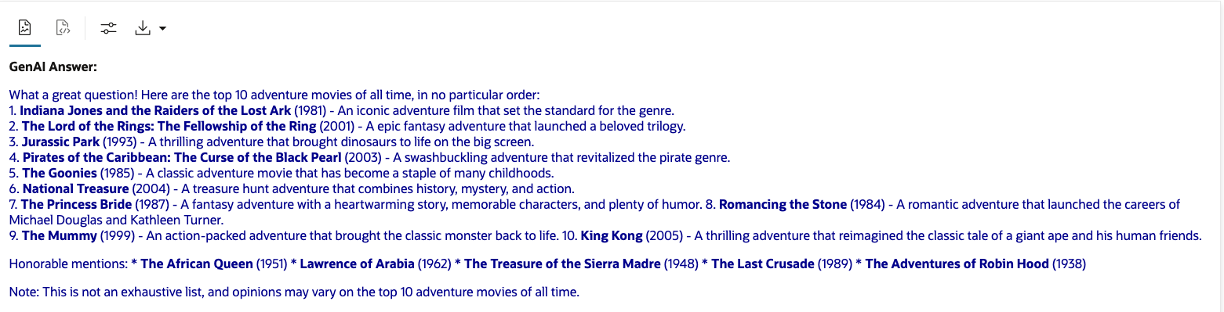 GenAI Answer:
What a great question! Here are the top 10 adventure movies of all time, in no particular order:
1. Indiana Jones and the Raiders of the Lost Ark (1981) - An iconic adventure film that set the standard for the genre.
2. The Lord of the Rings: The Fellowship of the Ring (2001) - A epic fantasy adventure that launched a beloved trilogy.
3. Jurassic Park (1993) - A thrilling adventure that brought dinosaurs to life on the big screen.
4. Pirates of the Caribbean: The Curse of the Black Pearl (2003) - A swashbuckling adventure that revitalized the pirate genre.
5. The Goonies (1985) - A classic adventure movie that has become a staple of many childhoods.
6. National Treasure (2004) - A treasure hunt adventure that combines history, mystery, and action.
7. The Princess Bride (1987) - A fantasy adventure with a heartwarming story, memorable characters, and plenty of humor. 8. Romancing the Stone (1984) - A romantic adventure that launched the careers of
Michael Douglas and Kathleen Turner.
9. The Mummy (1999) - An action-packed adventure that brought the classic monster back to life. 10. King Kong (2005) - A thrilling adventure that reimagined the classic tale of a giant ape and his human friends.
Honorable mentions: * The African Queen (1951) * Lawrence of Arabia (1962) * The Treasure of the Sierra Madre (1948) * The Last Crusade (1989) * The Adventures of Robin Hood (1938)
Note: This is not an exhaustive list, and opinions may vary on the top 10 adventure movies of all time.